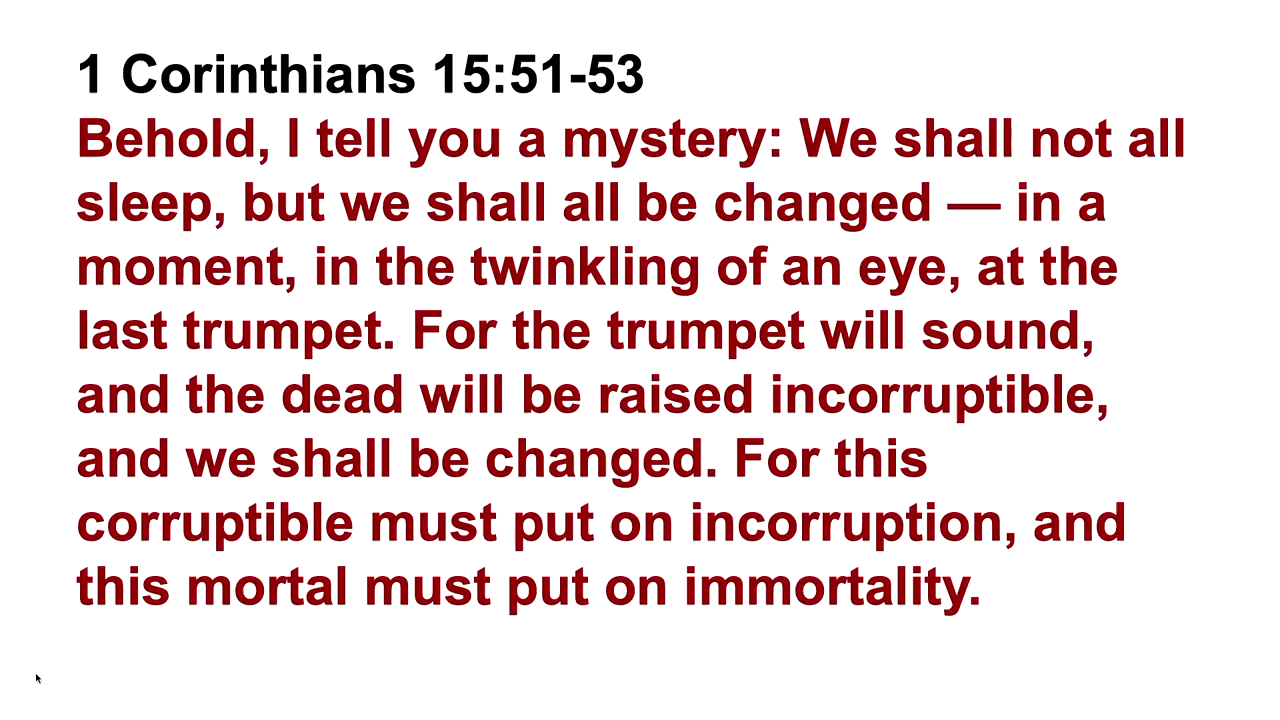 1 Corinthians 15:51-53
Behold, I tell you a mystery: We shall not all
sleep, but we shall all be changed — in a
moment, in the twinkling of an eye, at the
last trumpet. For the trumpet will sound,
and the dead will be raised incorruptible,
and we shall be changed. For this
corruptible must put on incorruption, and
this mortal must put on immortality.